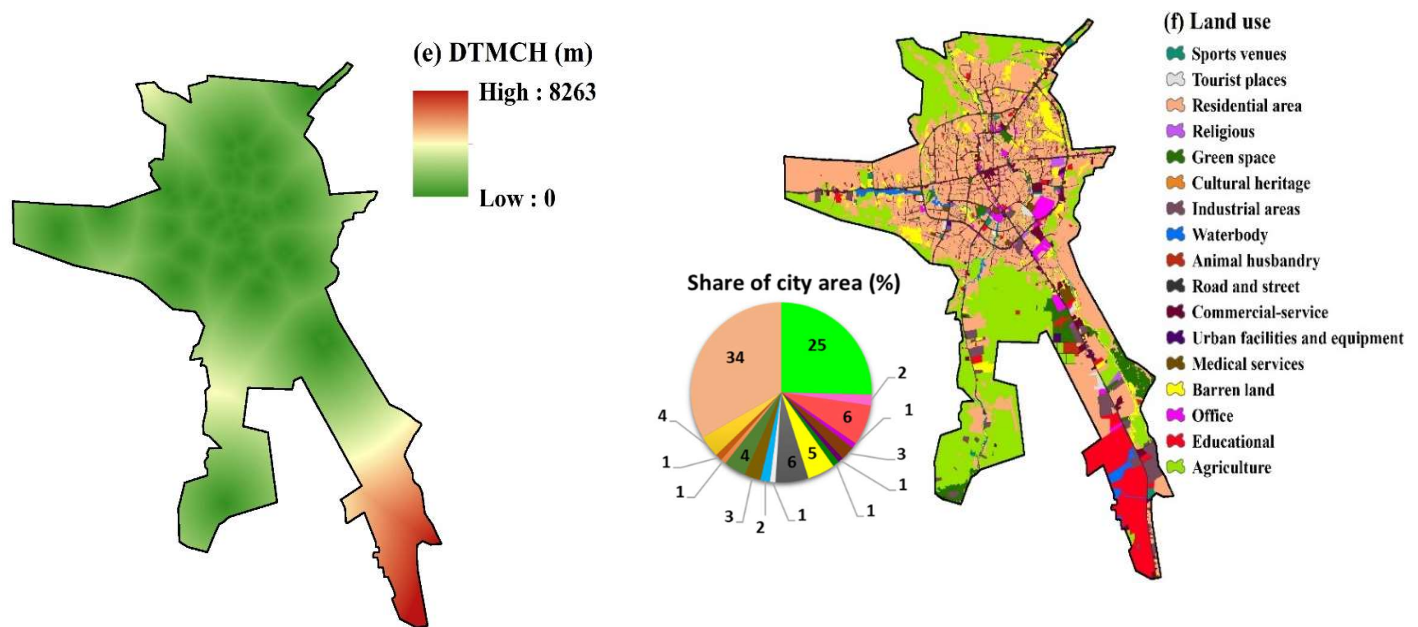 (e) DTMCH (m)
High : 8263
Low : 0
(f) Land use
Sports venues
Tourist places
Residential area
Religious
Green space
Cultural heritage
Industrial areas
Waterbody
Animal husbandry
Road and street
Commercial-service
Urban facilities and equipment
Medical services
Barren land
Office
Educational
Agriculture
Share of city area (%)
25
2
6
1
3
1
1
5
6
1
2
3
4
1
1
4
34